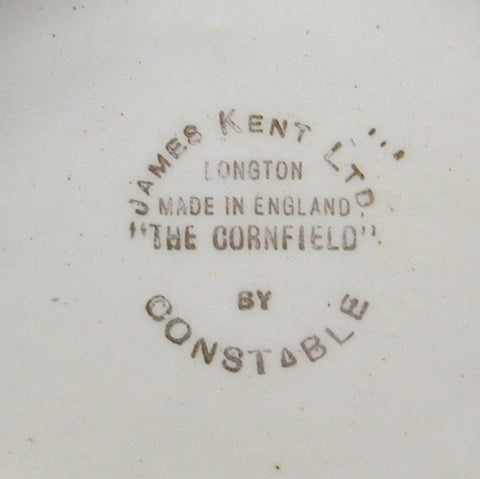 JAMES KENT LTD.
LONGTON
MADE IN ENGLAND
"THE CORNFIELD"
BY
CONSTABLE